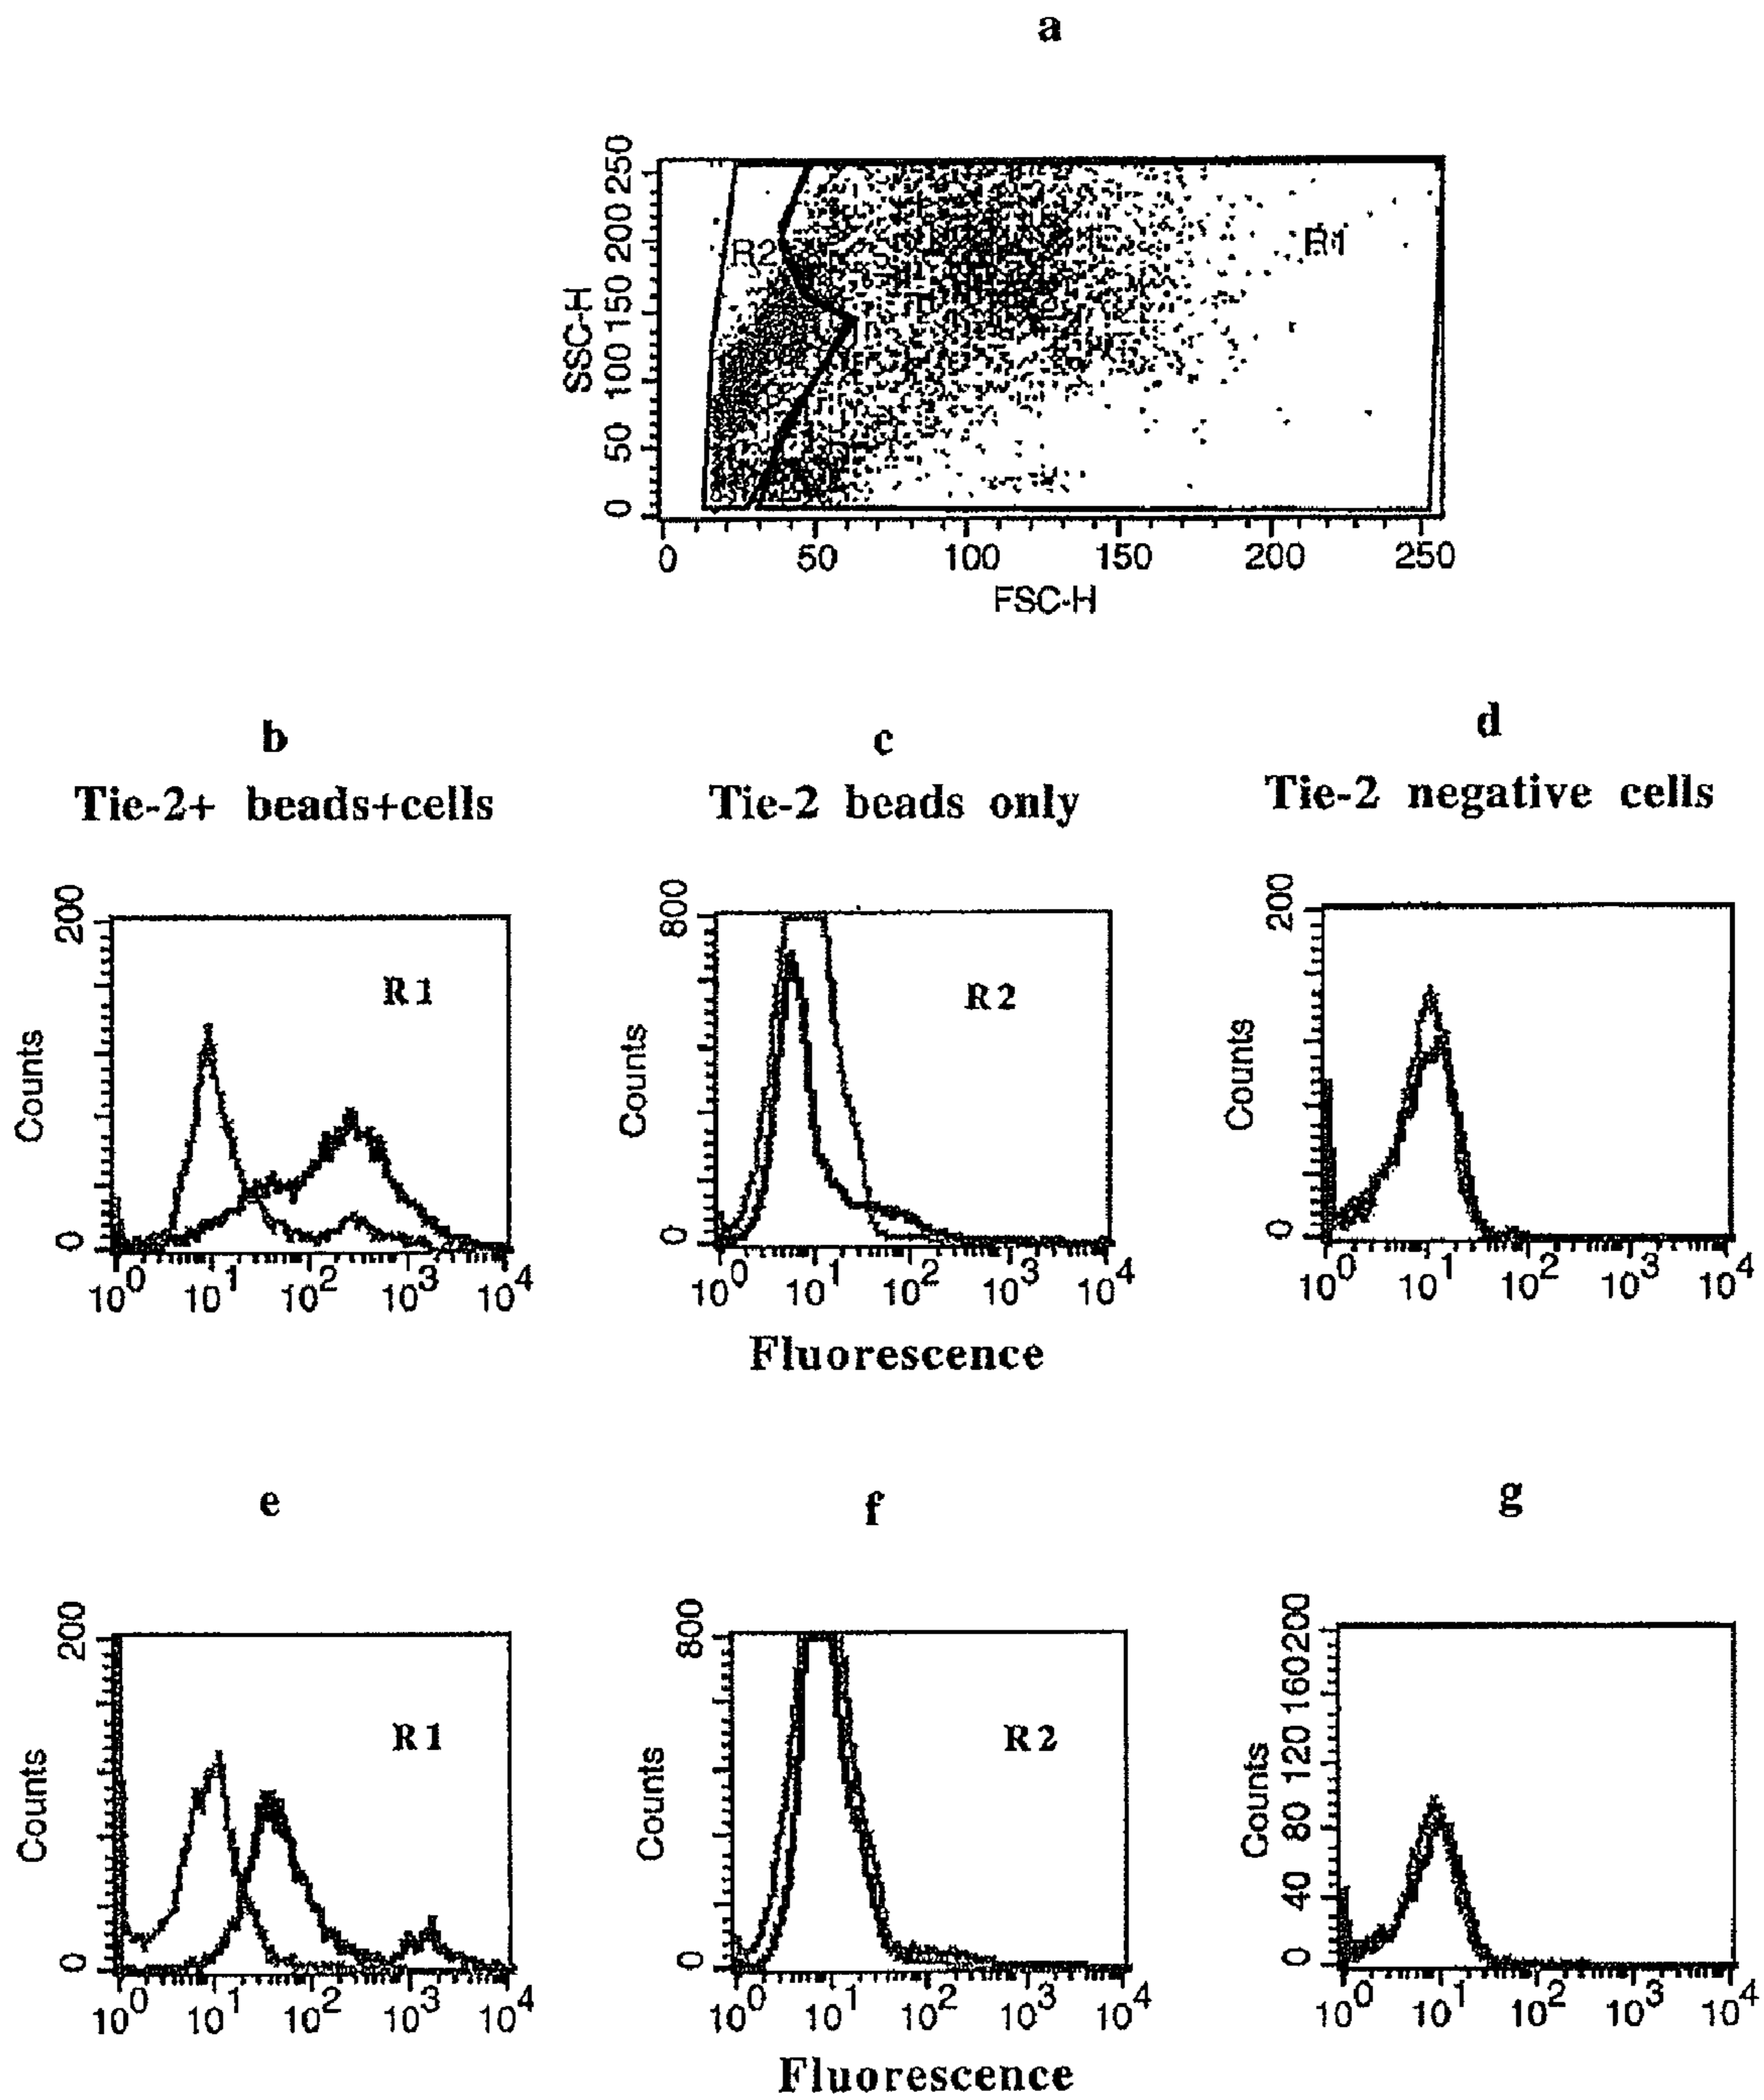 a
SSC-H
250
200
150
100
50
0
R2
R1
0 50 100 150 200 250
FSC-H
b
Tie-2+ beads+cells
c
Tie-2 beads only
d
Tie-2 negative cells
200
Counts
0
R1
10^0 10^1 10^2 10^3 10^4
800
Counts
0
R2
10^0 10^1 10^2 10^3 10^4
200
Counts
0
10^0 10^1 10^2 10^3 10^4
Fluorescence
e
f
g
200
Counts
0
R1
10^0 10^1 10^2 10^3 10^4
800
Counts
0
R2
10^0 10^1 10^2 10^3 10^4
200
160
120
80
40
0
Counts
10^0 10^1 10^2 10^3 10^4
Fluorescence